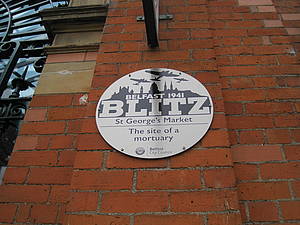 BELFAST 1941
BLITZ
St George's Market
The site of a
mortuary
Belfast
City Council